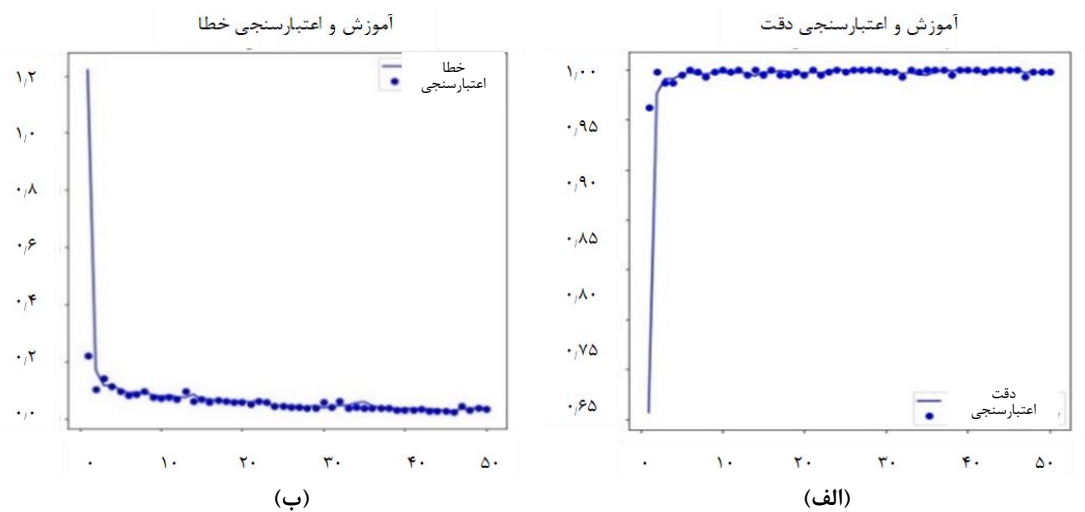 آموزش و اعتبارسنجی دقت
۱٫۰۰
۰٫۹۵
۰٫۹۰
۰٫۸۵
۰٫۸۰
۰٫۷۵
۰٫۶۵
دقت
اعتبارسنجی
۰ ۱۰ ۲۰ ۳۰ ۴۰ ۵۰
(الف)
آموزش و اعتبارسنجی خطا
۱٫۲
۱٫۰
۰٫۸
۰٫۶
۰٫۴
۰٫۲
۰٫۰
خطا
اعتبارسنجی
۰ ۱۰ ۲۰ ۳۰ ۴۰ ۵۰
(ب)